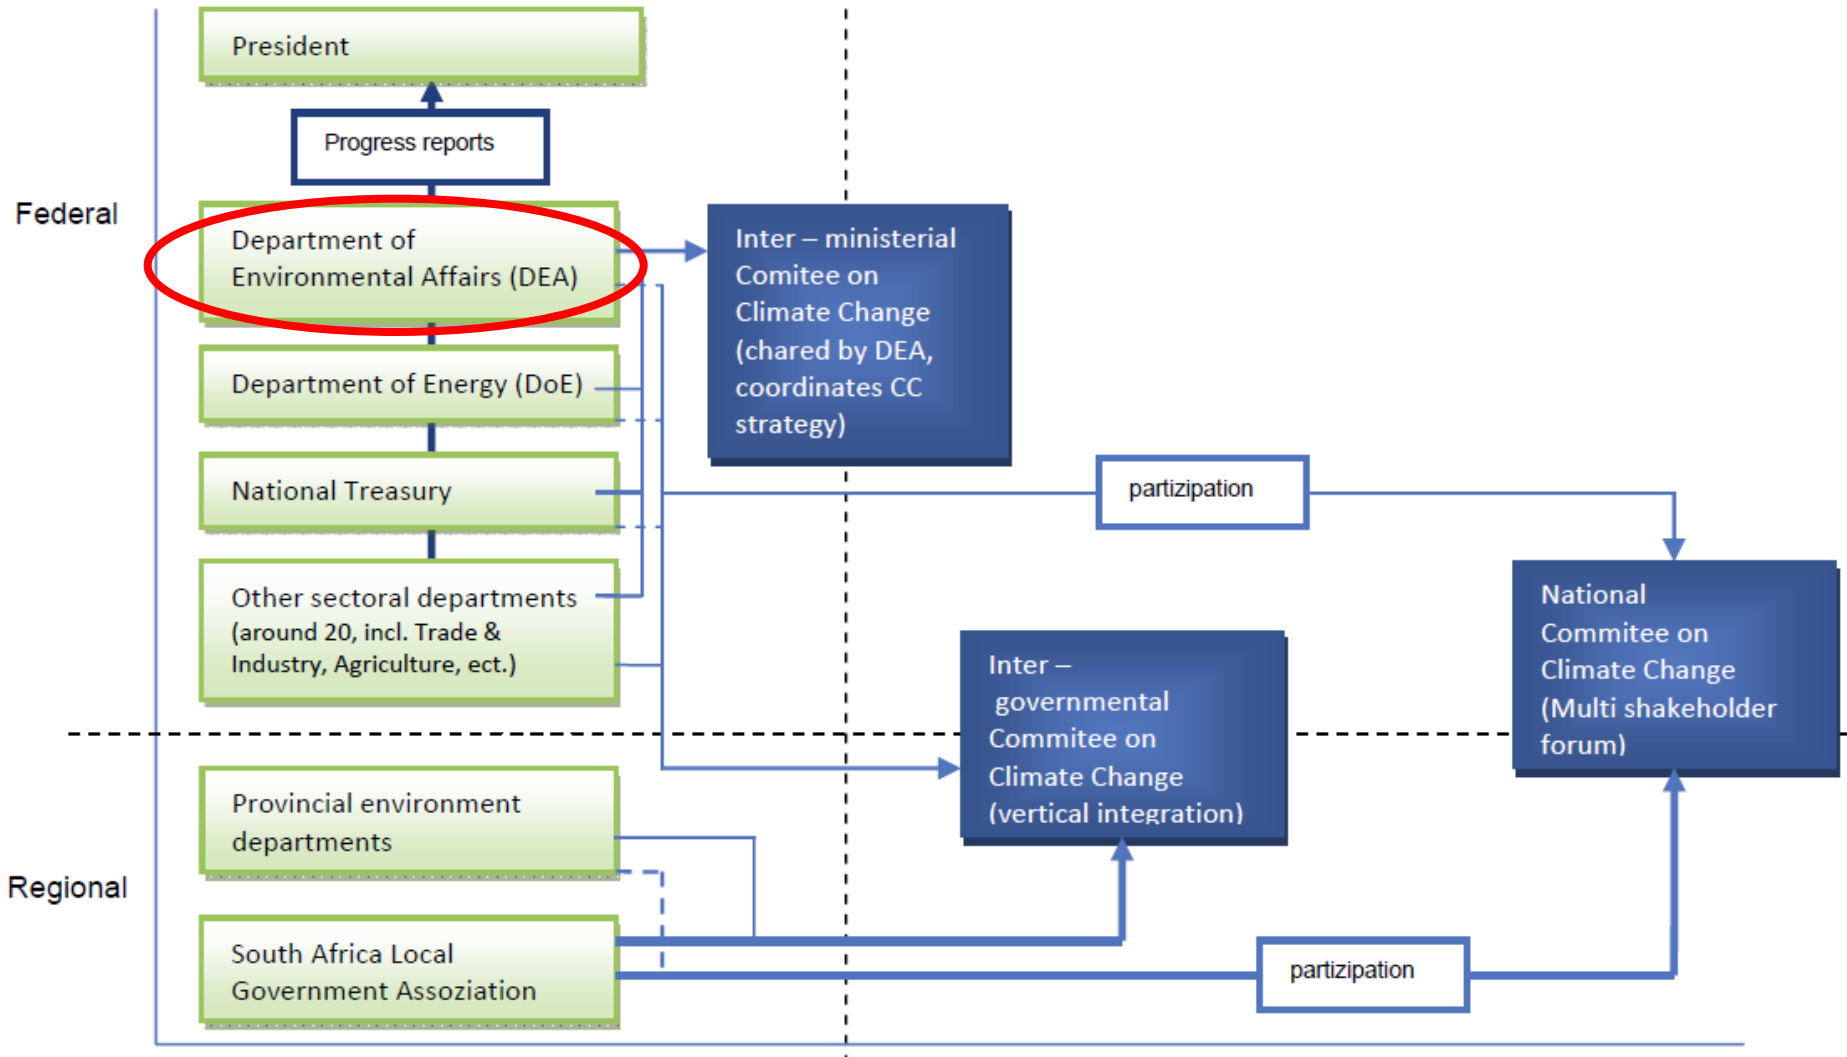 President
Progress reports
Federal
Department of
Environmental Affairs (DEA)
Inter – ministerial
Comitee on
Climate Change
(chared by DEA,
coordinates CC
strategy)
Department of Energy (DoE)
National Treasury
partizipation
Other sectoral departments
(around 20, incl. Trade &
Industry, Agriculture, ect.)
National
Commitee on
Climate Change
(Multi shakeholder
forum)
Inter –
governmental
Commitee on
Climate Change
(vertical integration)
Provincial environment
departments
Regional
South Africa Local
Government Assoziation
partizipation